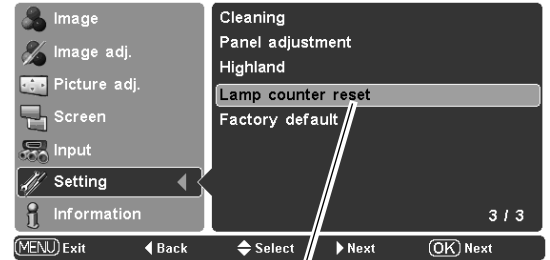 Image
Image adj.
Picture adj.
Screen
Input
Setting
Information
Cleaning
Panel adjustment
Highland
Lamp counter reset
Factory default
3 / 3
MENU Exit Back Select Next OK Next